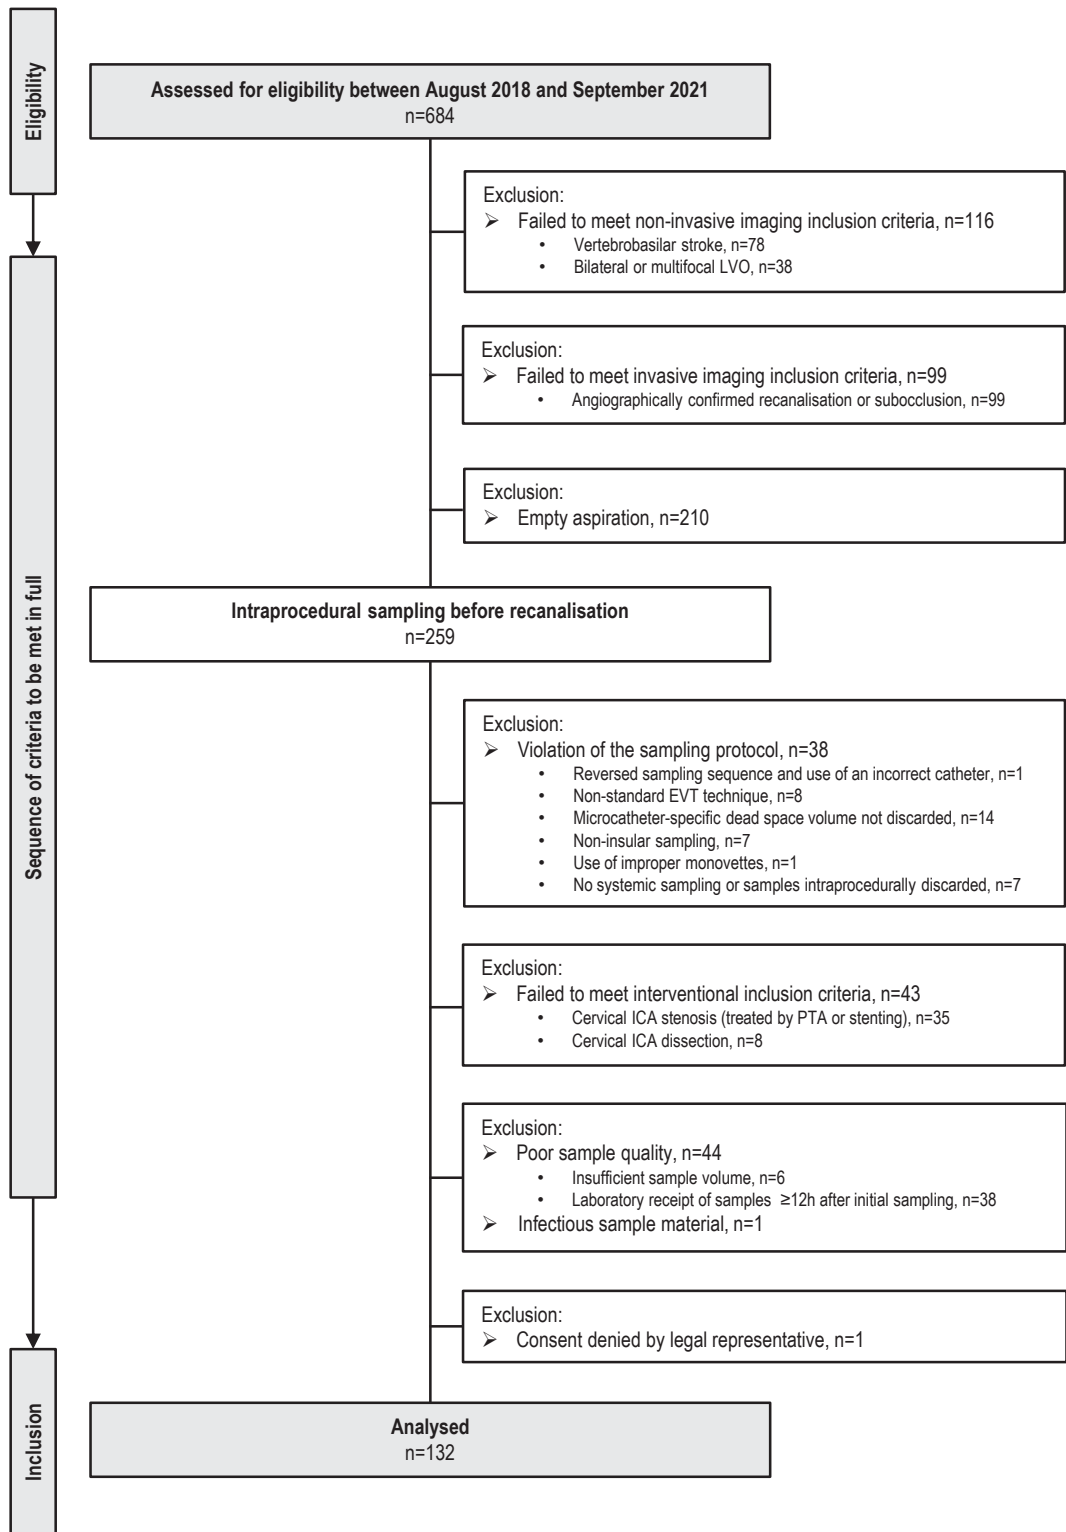 Eligibility
Assessed for eligibility between August 2018 and September 2021
n=684
Exclusion:
➢ Failed to meet non-invasive imaging inclusion criteria, n=116
• Vertebrobasilar stroke, n=78
• Bilateral or multifocal LVO, n=38
Exclusion:
➢ Failed to meet invasive imaging inclusion criteria, n=99
• Angiographically confirmed recanalisation or subocclusion, n=99
Exclusion:
➢ Empty aspiration, n=210
Sequence of criteria to be met in full
Intraprocedural sampling before recanalisation
n=259
Exclusion:
➢ Violation of the sampling protocol, n=38
• Reversed sampling sequence and use of an incorrect catheter, n=1
• Non-standard EVT technique, n=8
• Microcatheter-specific dead space volume not discarded, n=14
• Non-insular sampling, n=7
• Use of improper monovettes, n=1
• No systemic sampling or samples intraprocedurally discarded, n=7
Exclusion:
➢ Failed to meet interventional inclusion criteria, n=43
• Cervical ICA stenosis (treated by PTA or stenting), n=35
• Cervical ICA dissection, n=8
Exclusion:
➢ Poor sample quality, n=44
• Insufficient sample volume, n=6
• Laboratory receipt of samples ≥12h after initial sampling, n=38
➢ Infectious sample material, n=1
Exclusion:
➢ Consent denied by legal representative, n=1
Inclusion
Analysed
n=132